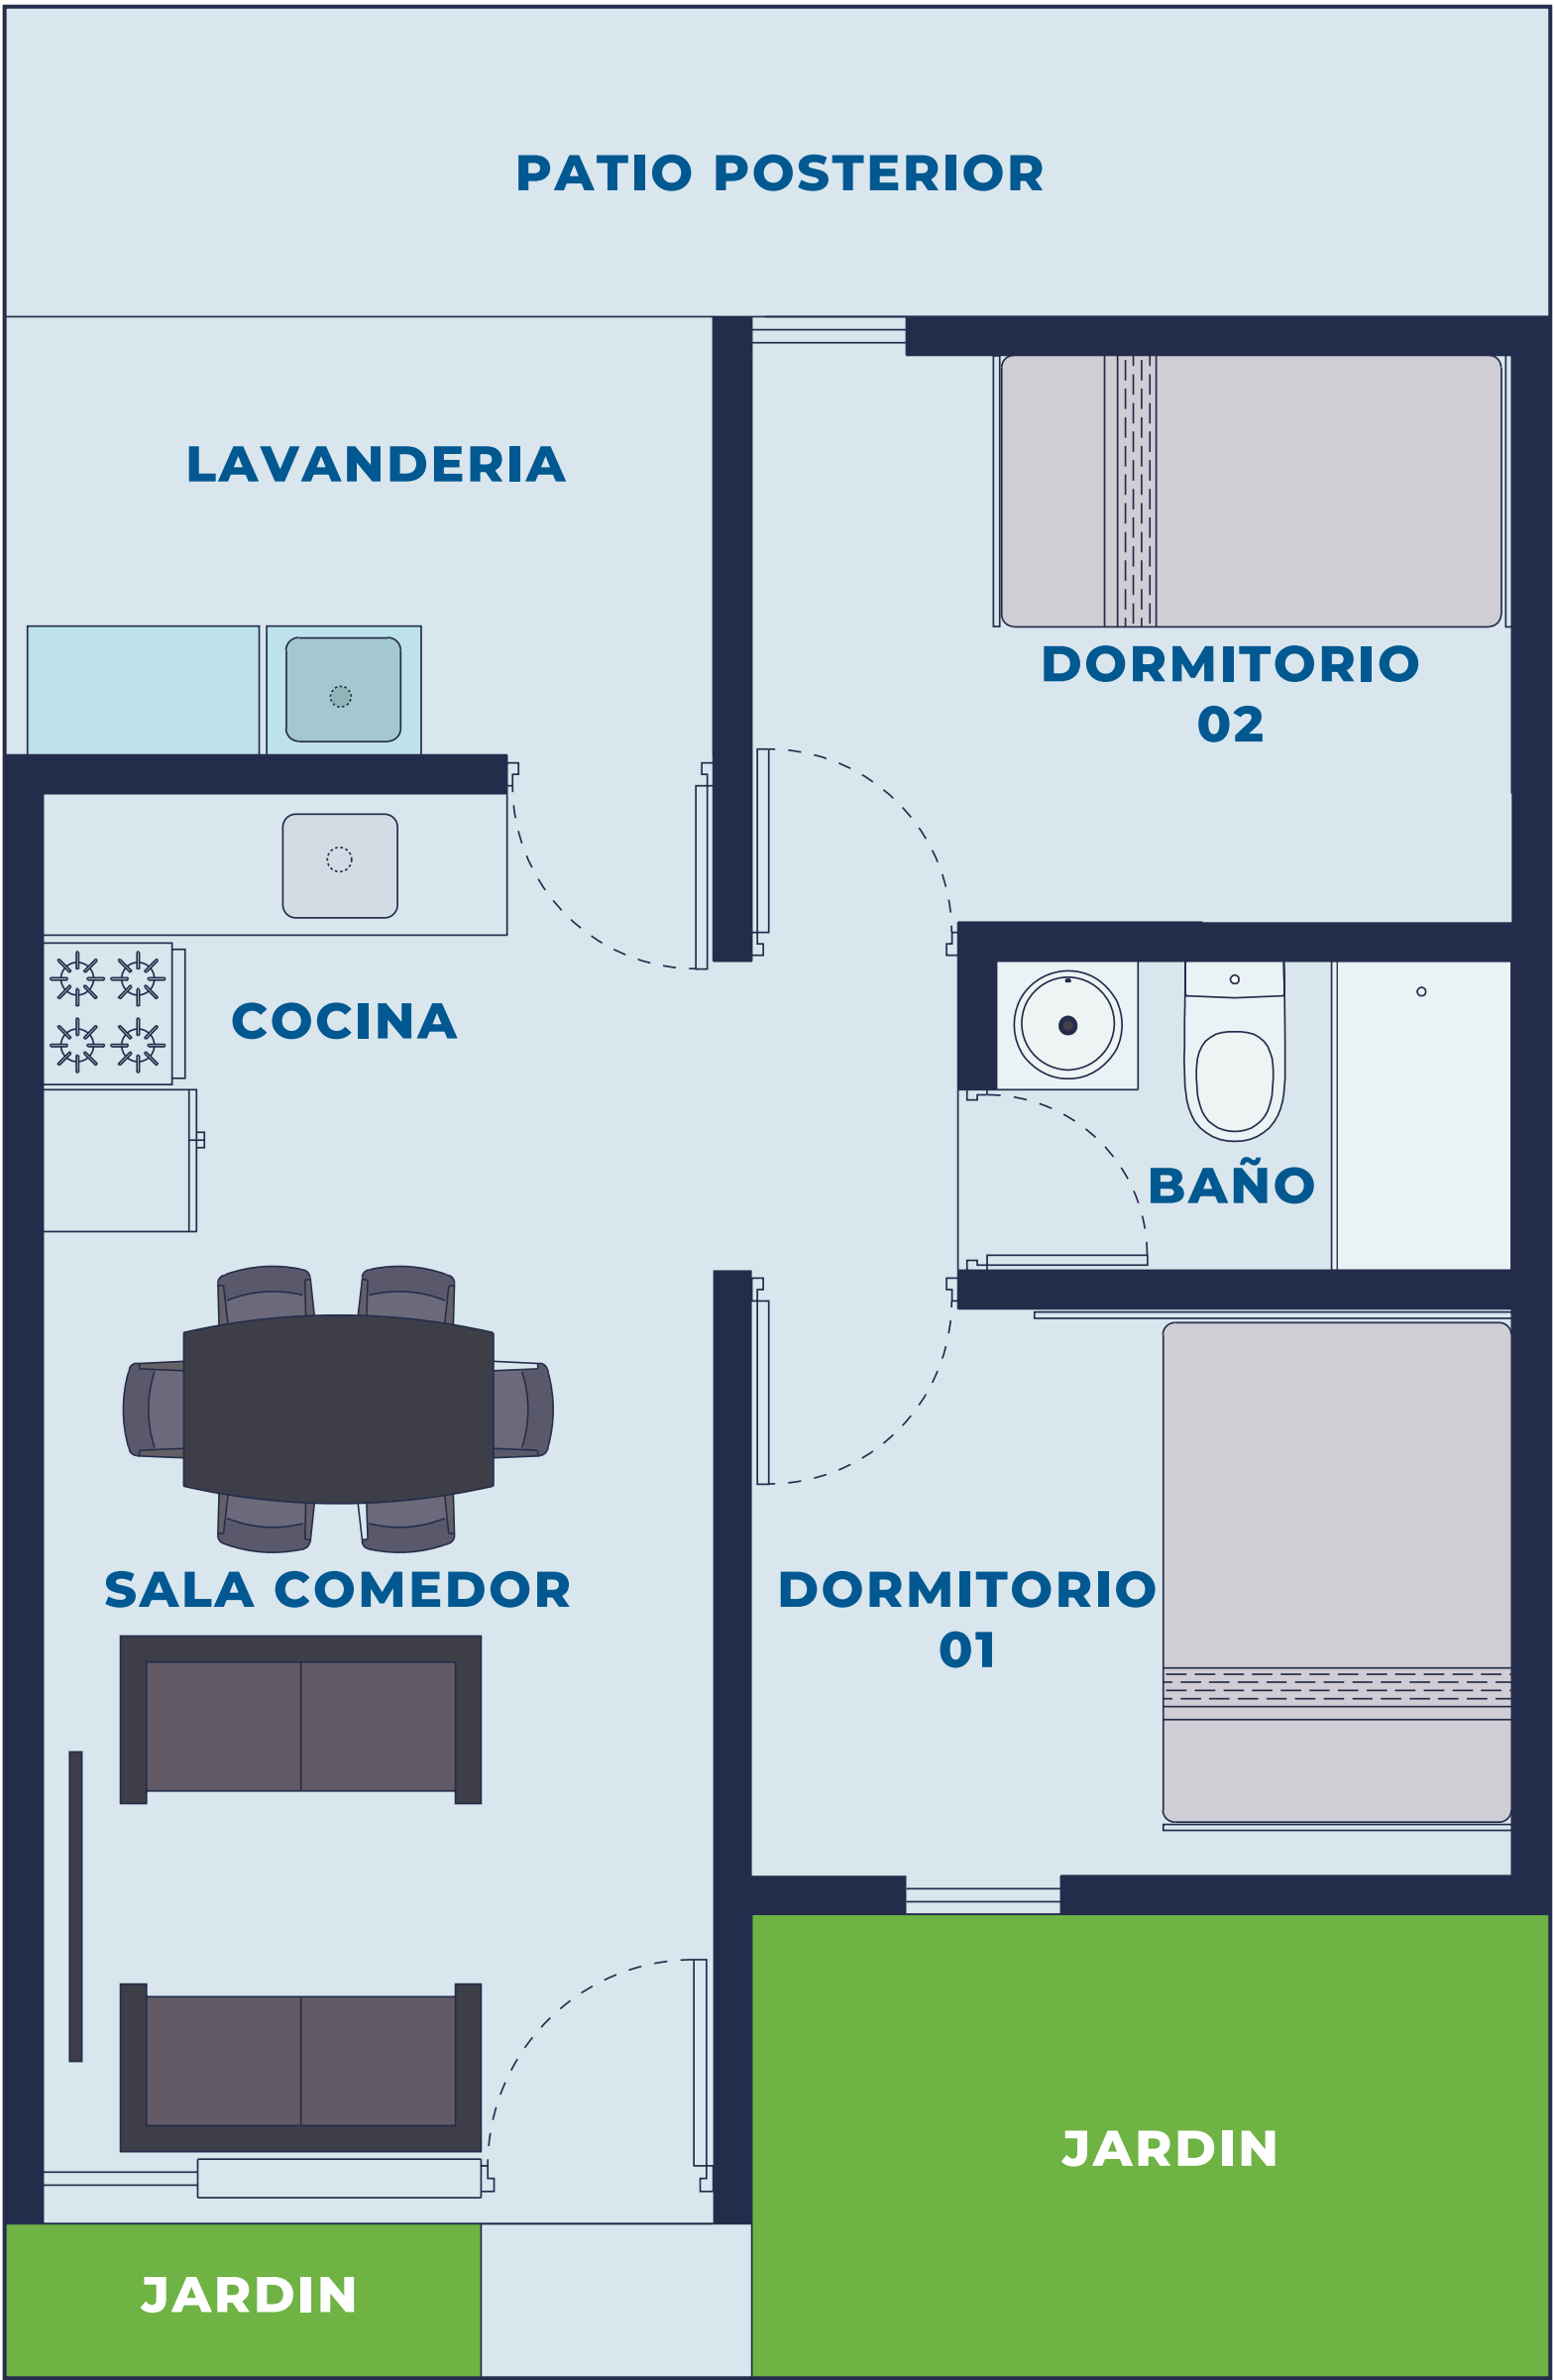 PATIO POSTERIOR
LAVANDERIA
DORMITORIO
02
COCINA
BAÑO
SALA COMEDOR
DORMITORIO
01
JARDIN
JARDIN